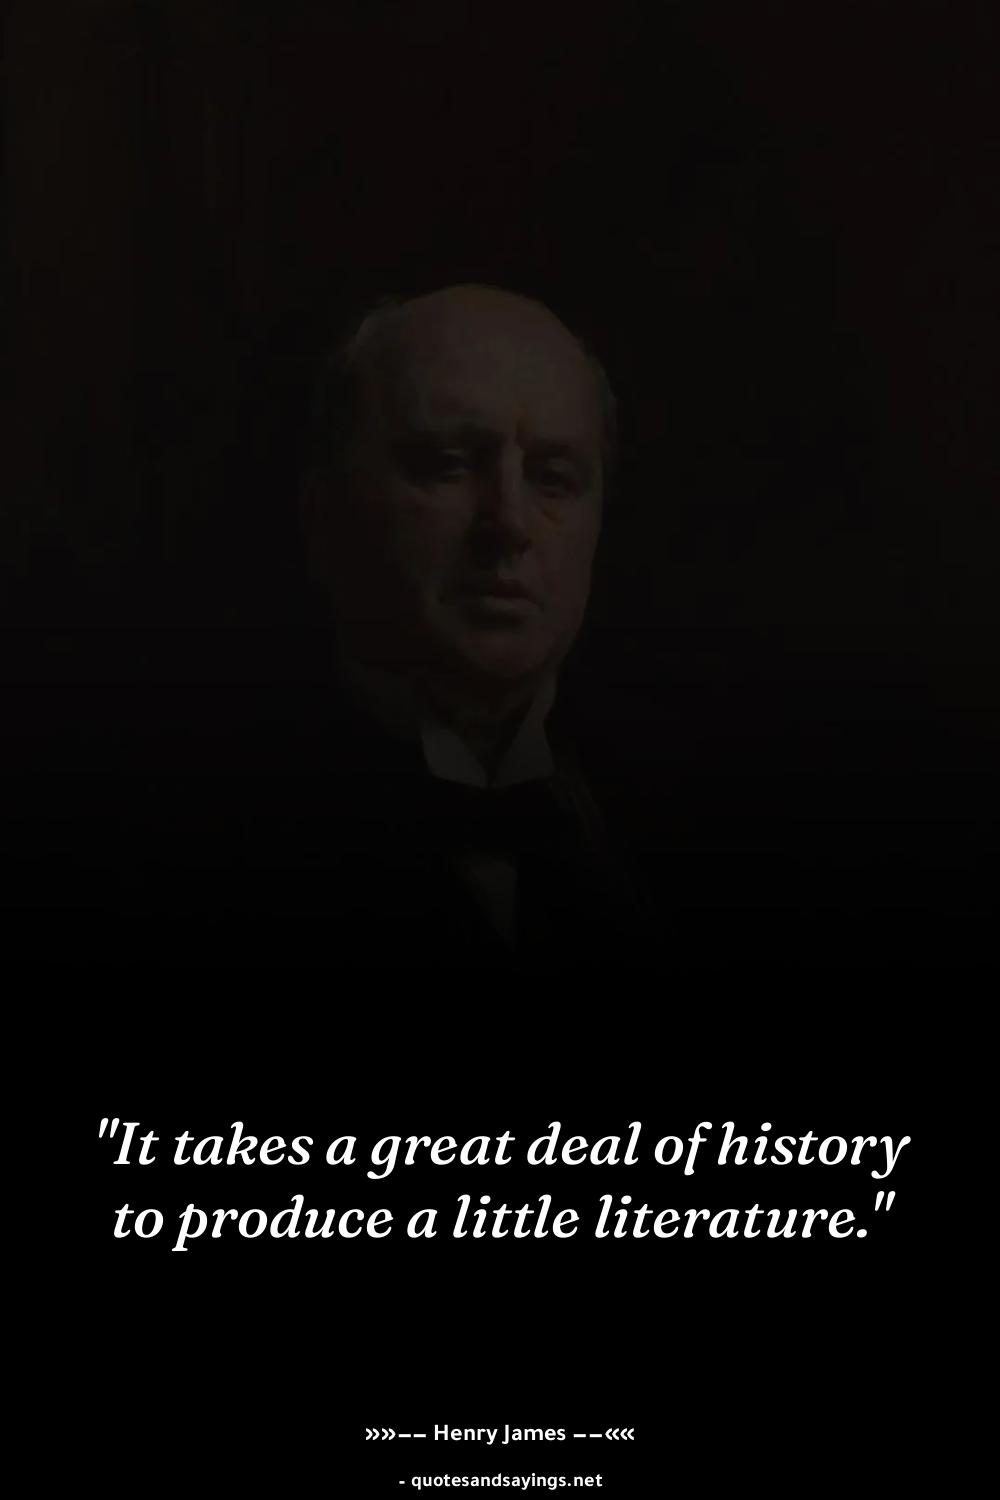 "It takes a great deal of history
to produce a little literature."
»»−− Henry James −−««
- quotesandsayings.net